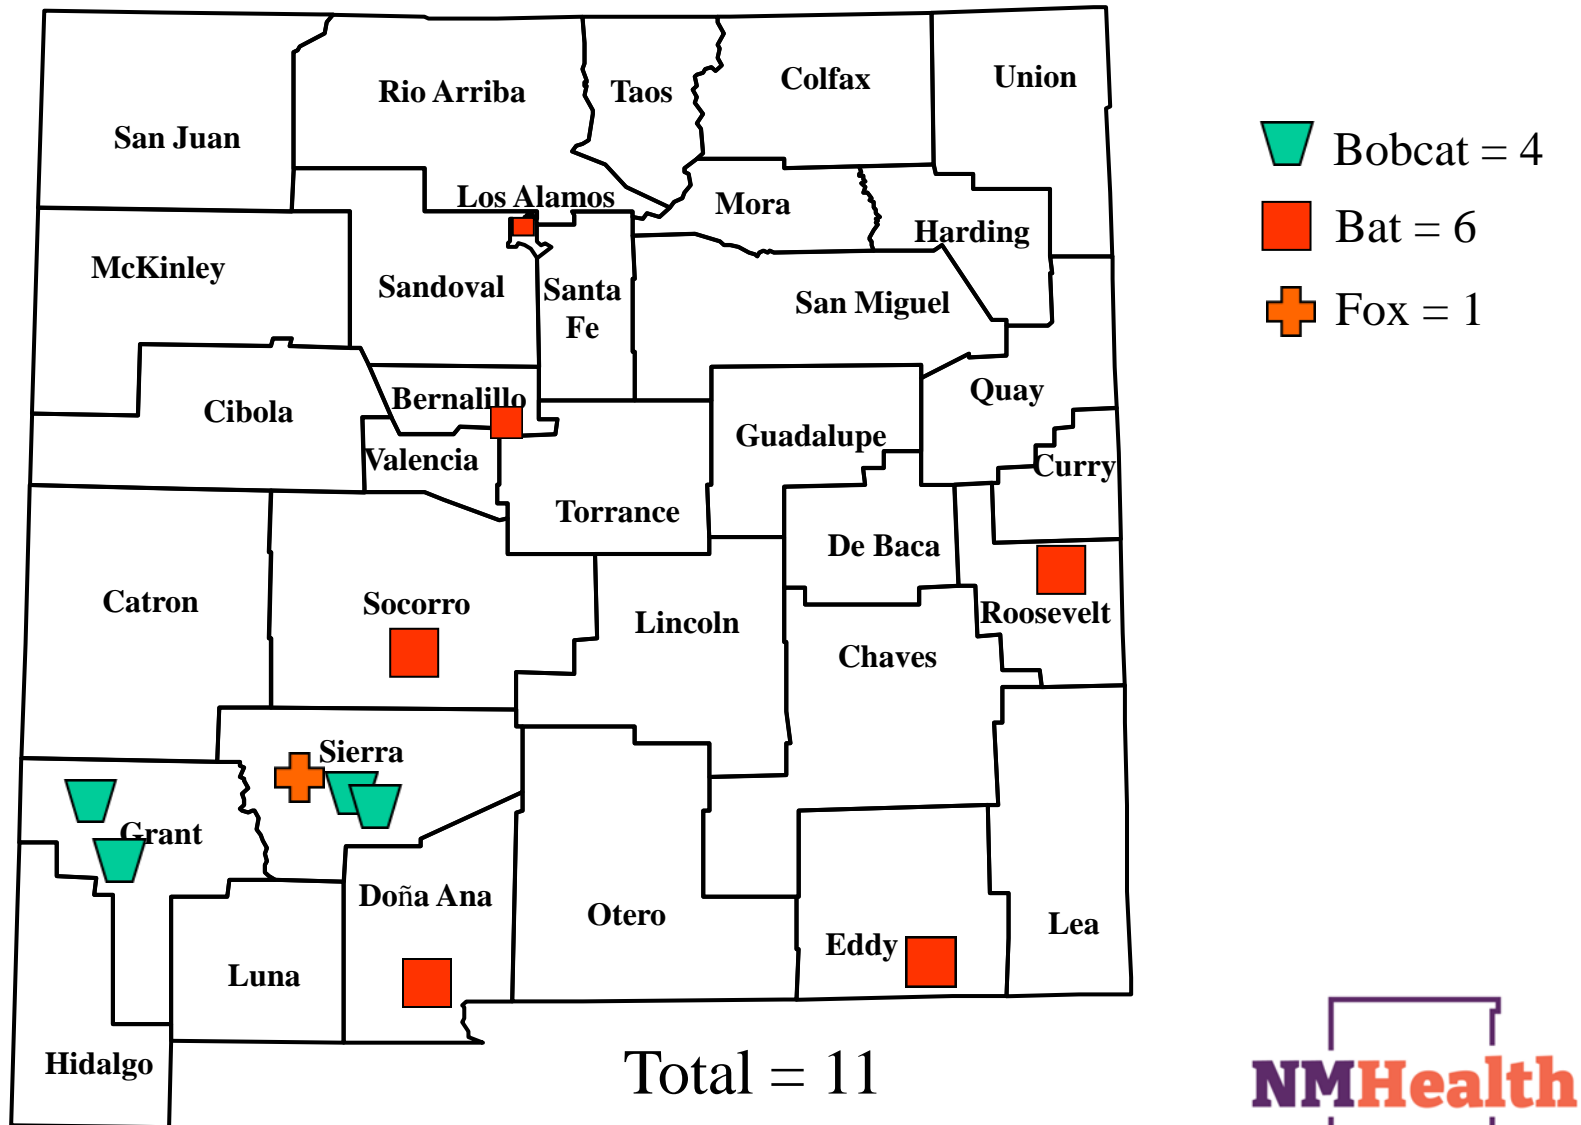 Rio Arriba
Taos
Colfax
Union
San Juan
Los Alamos
Mora
Harding
McKinley
Sandoval
Santa
Fe
San Miguel
Cibola
Bernalillo
Quay
Guadalupe
Valencia
Curry
Torrance
De Baca
Catron
Socorro
Lincoln
Roosevelt
Chaves
Sierra
Grant
Doña Ana
Otero
Eddy
Lea
Luna
Hidalgo
Bobcat = 4
Bat = 6
Fox = 1
Total = 11
NMHealth